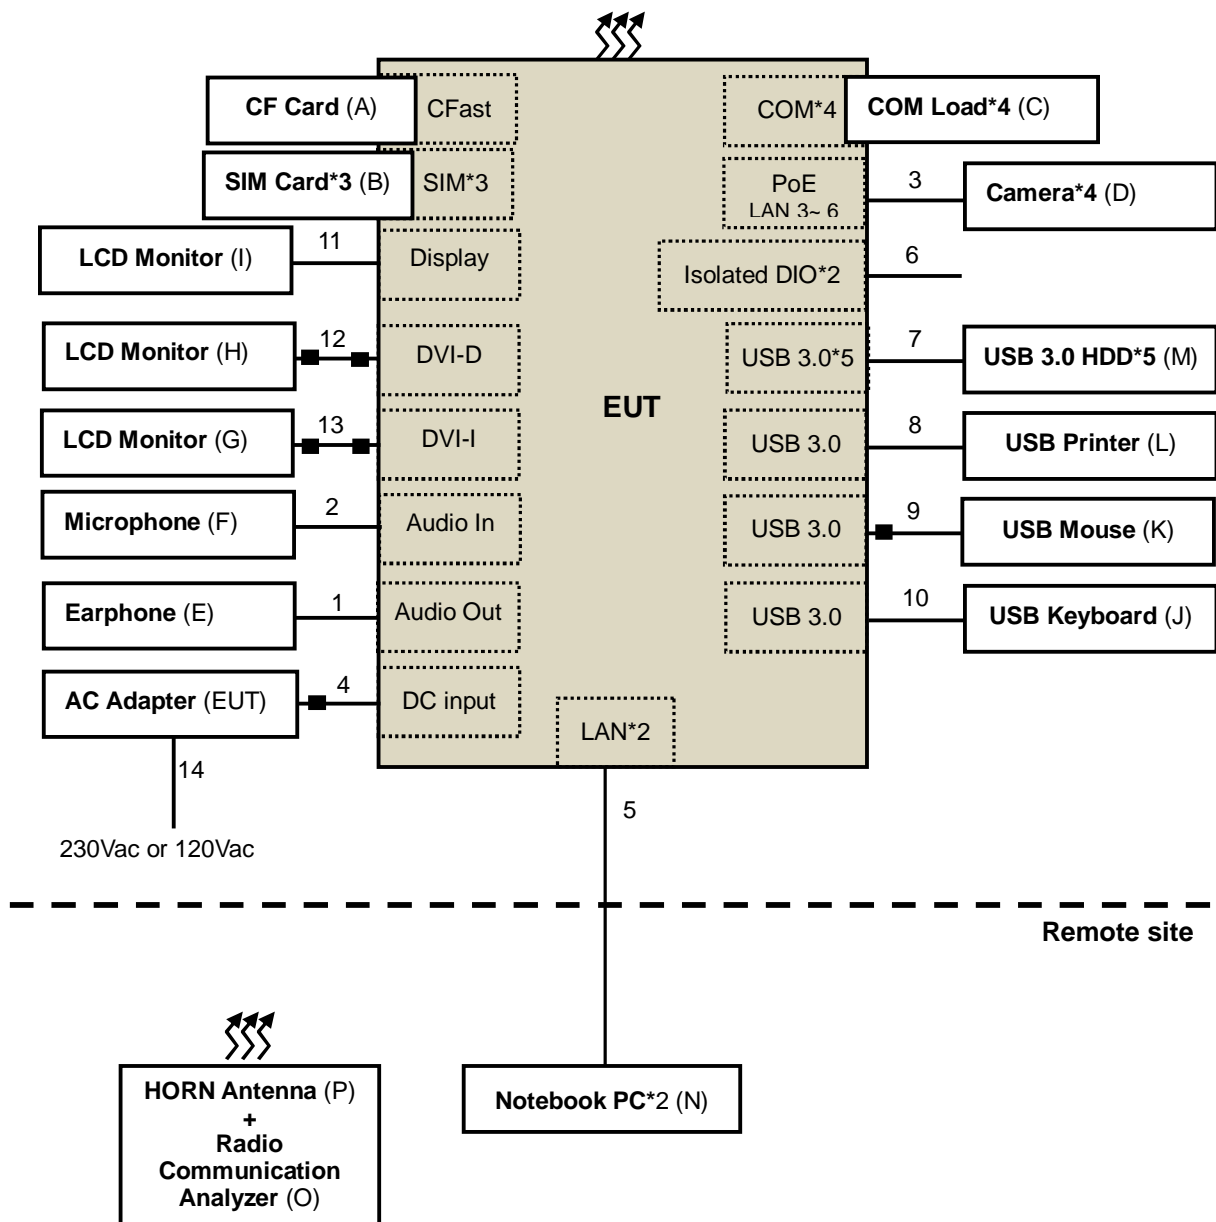 CF Card (A)
CFast
COM*4
COM Load*4 (C)
SIM Card*3 (B)
SIM*3
PoE
LAN 3~ 6
3
Camera*4 (D)
LCD Monitor (I)
11
Display
Isolated DIO*2
6
LCD Monitor (H)
12
DVI-D
USB 3.0*5
7
USB 3.0 HDD*5 (M)
EUT
LCD Monitor (G)
13
DVI-I
USB 3.0
8
USB Printer (L)
Microphone (F)
2
Audio In
USB 3.0
9
USB Mouse (K)
Earphone (E)
1
Audio Out
USB 3.0
10
USB Keyboard (J)
AC Adapter (EUT)
4
DC input
LAN*2
14
5
230Vac or 120Vac
Remote site
HORN Antenna (P)
+
Radio
Communication
Analyzer (O)
Notebook PC*2 (N)